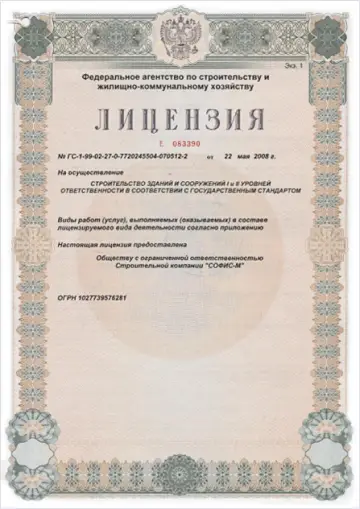 Экз. 1
Федеральное агентство по строительству и
жилищно-коммунальному хозяйству
ЛИЦЕНЗИЯ
Е 083390
№ ГС-1-99-02-27-0-7720245504-070512-2 от 22 мая 2008 г.
На осуществление
СТРОИТЕЛЬСТВО ЗДАНИЙ И СООРУЖЕНИЙ I и II УРОВНЕЙ
ОТВЕТСТВЕННОСТИ В СООТВЕТСТВИИ С ГОСУДАРСТВЕННЫМ СТАНДАРТОМ
Виды работ (услуг), выполняемых (оказываемых) в составе
лицензируемого вида деятельности согласно приложению
Настоящая лицензия предоставлена
Обществу с ограниченной ответственностью
Строительной компании "СОФИС-М"
ОГРН 1027739576281